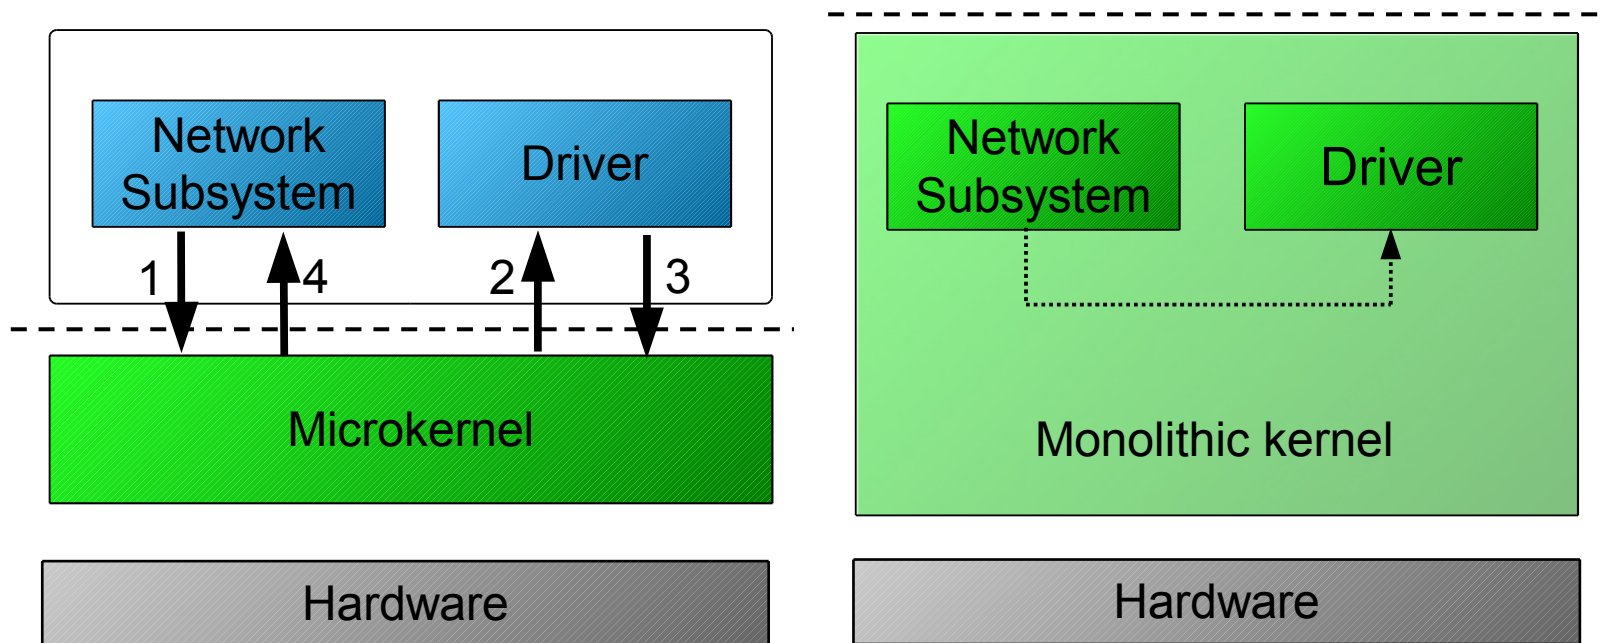 Network
Subsystem
Driver
1
4
2
3
Microkernel
Hardware
Network
Subsystem
Driver
Monolithic kernel
Hardware